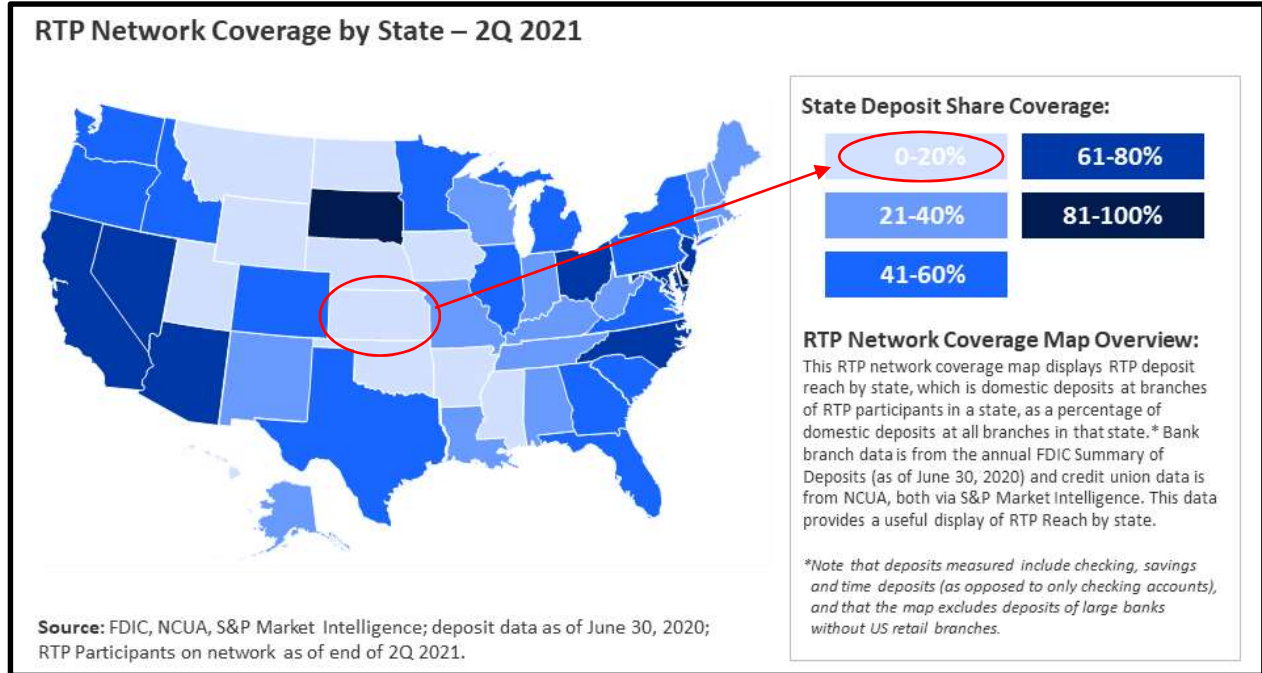 RTP Network Coverage by State – 2Q 2021
State Deposit Share Coverage:
0-20%
61-80%
21-40%
81-100%
41-60%
RTP Network Coverage Map Overview:
This RTP network coverage map displays RTP deposit
reach by state, which is domestic deposits at branches
of RTP participants in a state, as a percentage of
domestic deposits at all branches in that state.* Bank
branch data is from the annual FDIC Summary of
Deposits (as of June 30, 2020) and credit union data is
from NCUA, both via S&P Market Intelligence. This data
provides a useful display of RTP Reach by state.
*Note that deposits measured include checking, savings
and time deposits (as opposed to only checking accounts),
and that the map excludes deposits of large banks
without US retail branches.
Source: FDIC, NCUA, S&P Market Intelligence; deposit data as of June 30, 2020;
RTP Participants on network as of end of 2Q 2021.